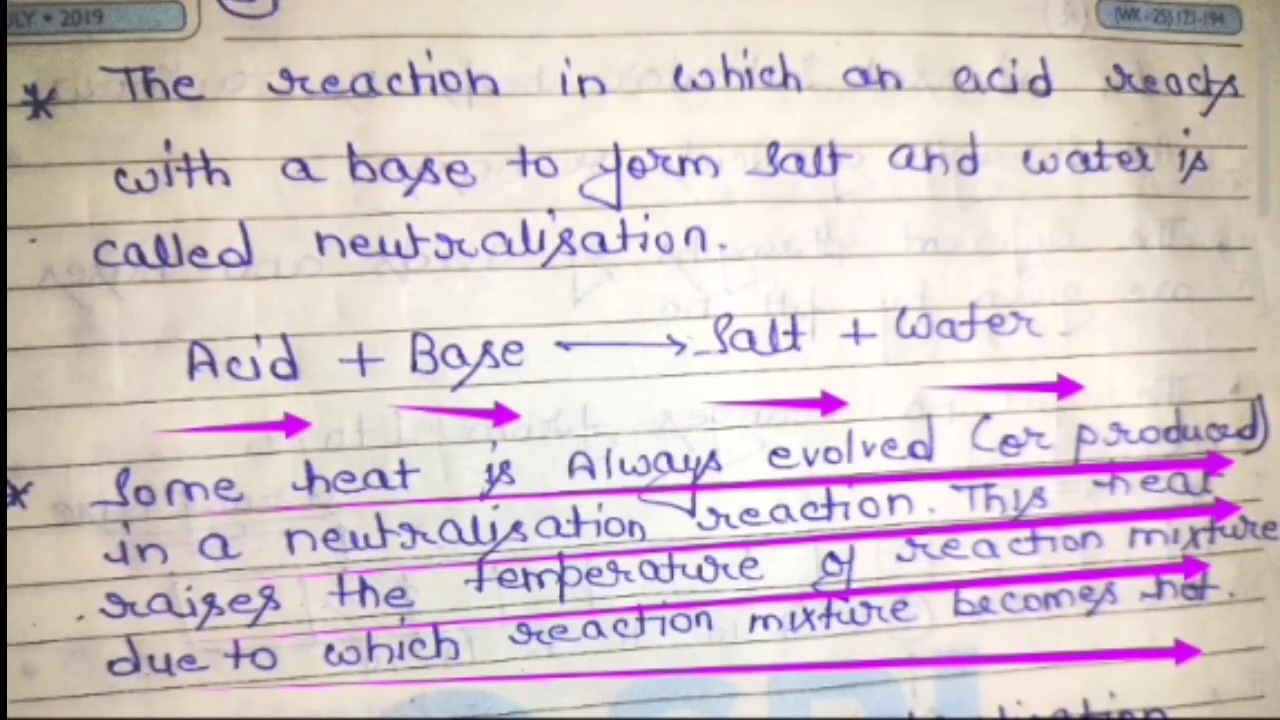 LY. • 2019
(WK-25) 177-194
* The reaction in which an acid reacts
with a base to form Salt and water is
called neutralisation.
Acid + Base ⟶ Salt + Water.
* Some heat is Always evolved (or produced)
in a neutralisation reaction. This heat
raises the temperature of reaction mixture
due to which reaction mixture becomes hot.